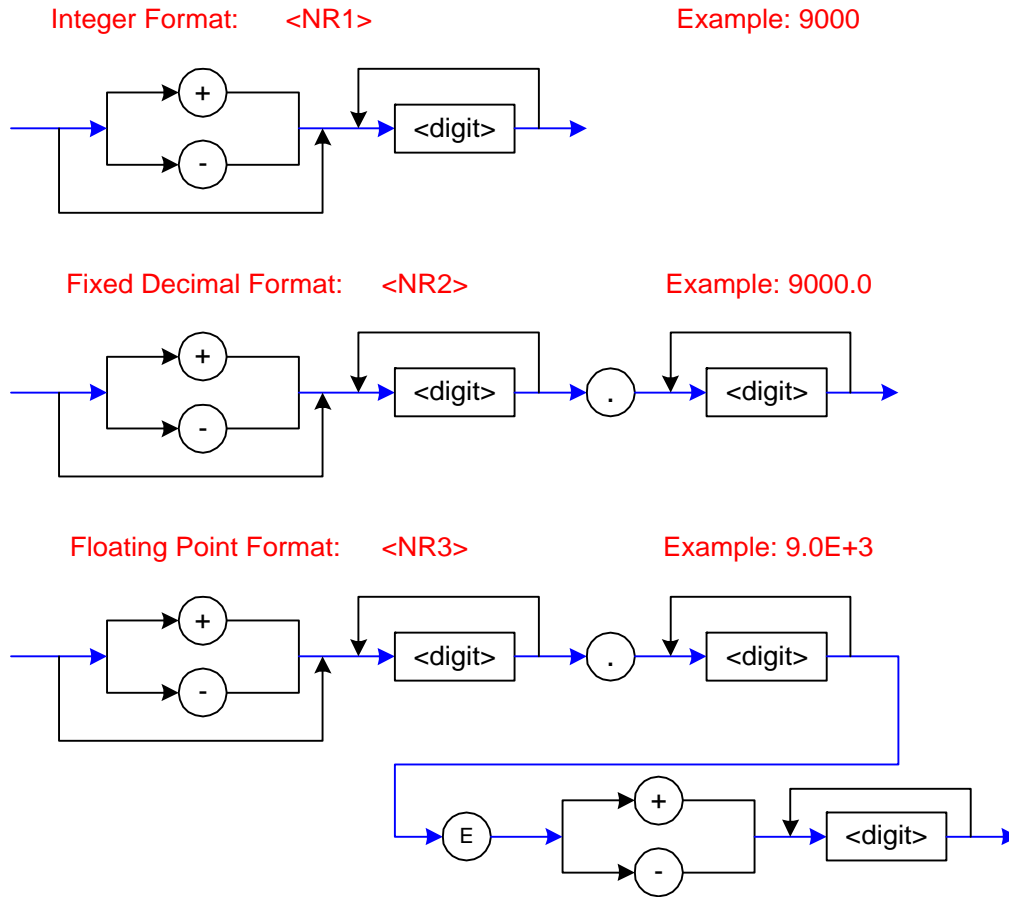 Integer Format: <NR1> Example: 9000
+
<digit>
-
Fixed Decimal Format: <NR2> Example: 9000.0
+
<digit> . <digit>
-
Floating Point Format: <NR3> Example: 9.0E+3
+
<digit> . <digit>
-
+
E <digit>
-